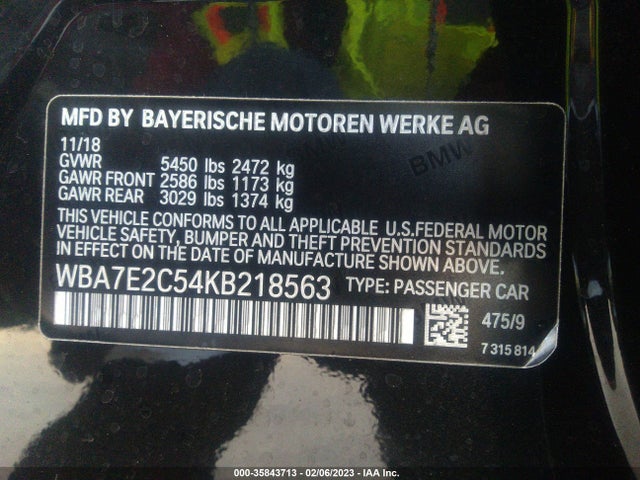 MFD BY BAYERISCHE MOTOREN WERKE AG
11/18
GVWR 5450 lbs 2472 kg
GAWR FRONT 2586 lbs 1173 kg
GAWR REAR 3029 lbs 1374 kg
THIS VEHICLE CONFORMS TO ALL APPLICABLE U.S.FEDERAL MOTOR
VEHICLE SAFETY, BUMPER AND THEFT PREVENTION STANDARDS
IN EFFECT ON THE DATE OF MANUFACTURE SHOWN ABOVE.
WBA7E2C54KB218563 TYPE: PASSENGER CAR
475/9
7 315 814
BMW
000-35843713 - 02/06/2023 - IAA Inc.